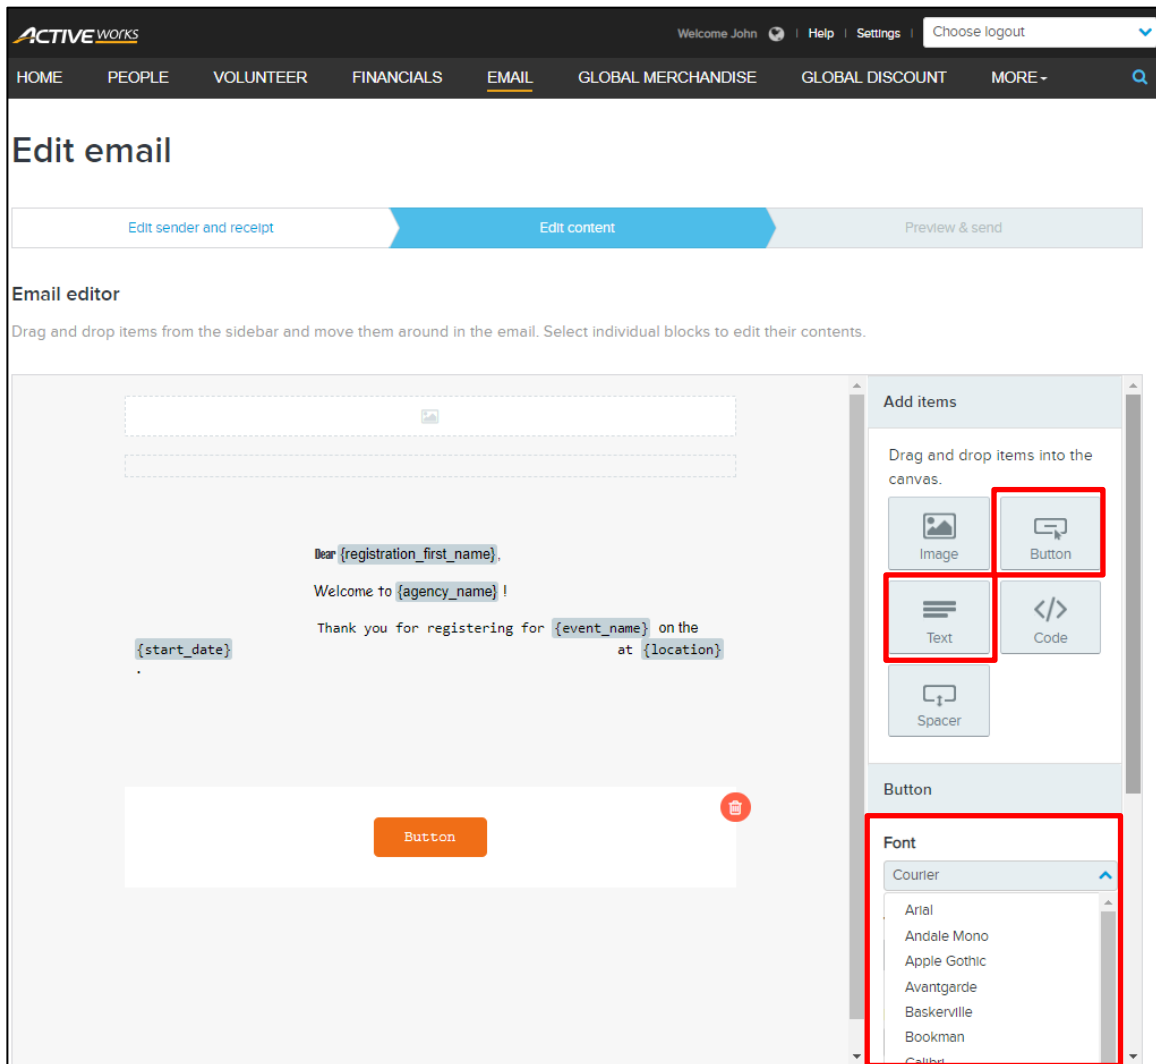 ACTIVE WORKS
Welcome John | Help | Settings | Choose logout
HOME PEOPLE VOLUNTEER FINANCIALS EMAIL GLOBAL MERCHANDISE GLOBAL DISCOUNT MORE
Edit email
Edit sender and receipt Edit content Preview & send
Email editor
Drag and drop items from the sidebar and move them around in the email. Select individual blocks to edit their contents.
Dear {registration_first_name},
Welcome to {agency_name} !
Thank you for registering for {event_name} on the
{start_date} at {location}
.
Button
Add items
Drag and drop items into the
canvas.
Image Button
Text Code
Spacer
Button
Font
Courier
Arial
Andale Mono
Apple Gothic
Avantgarde
Baskerville
Bookman
Calibri